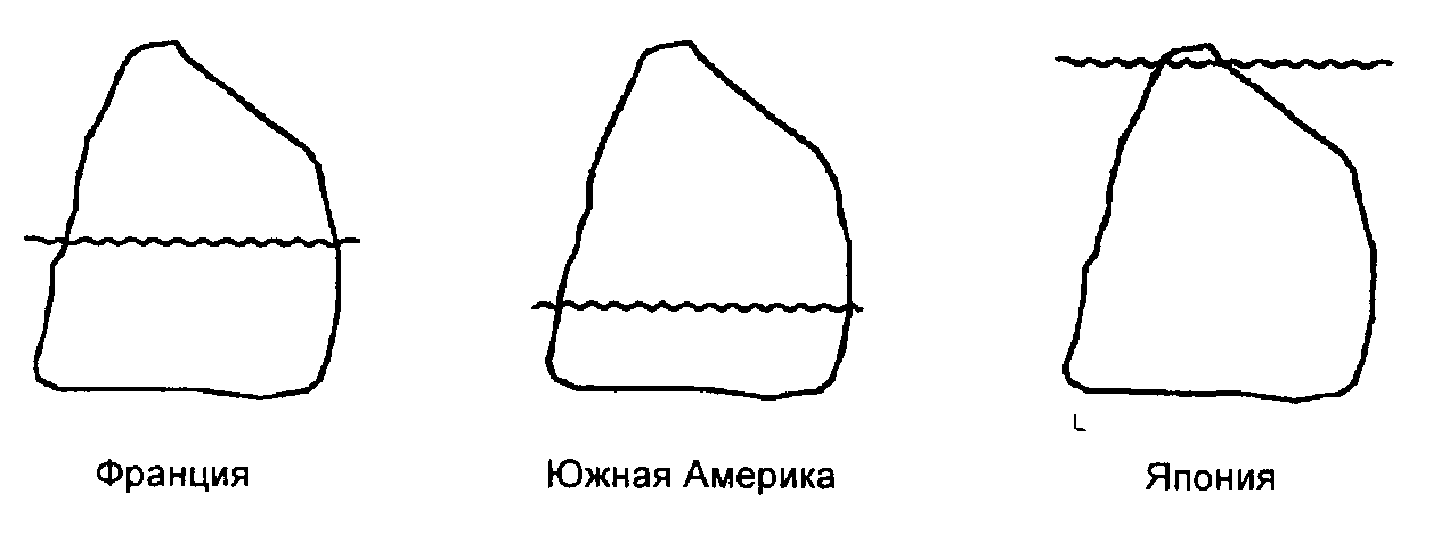 Франция
Южная Америка
Япония